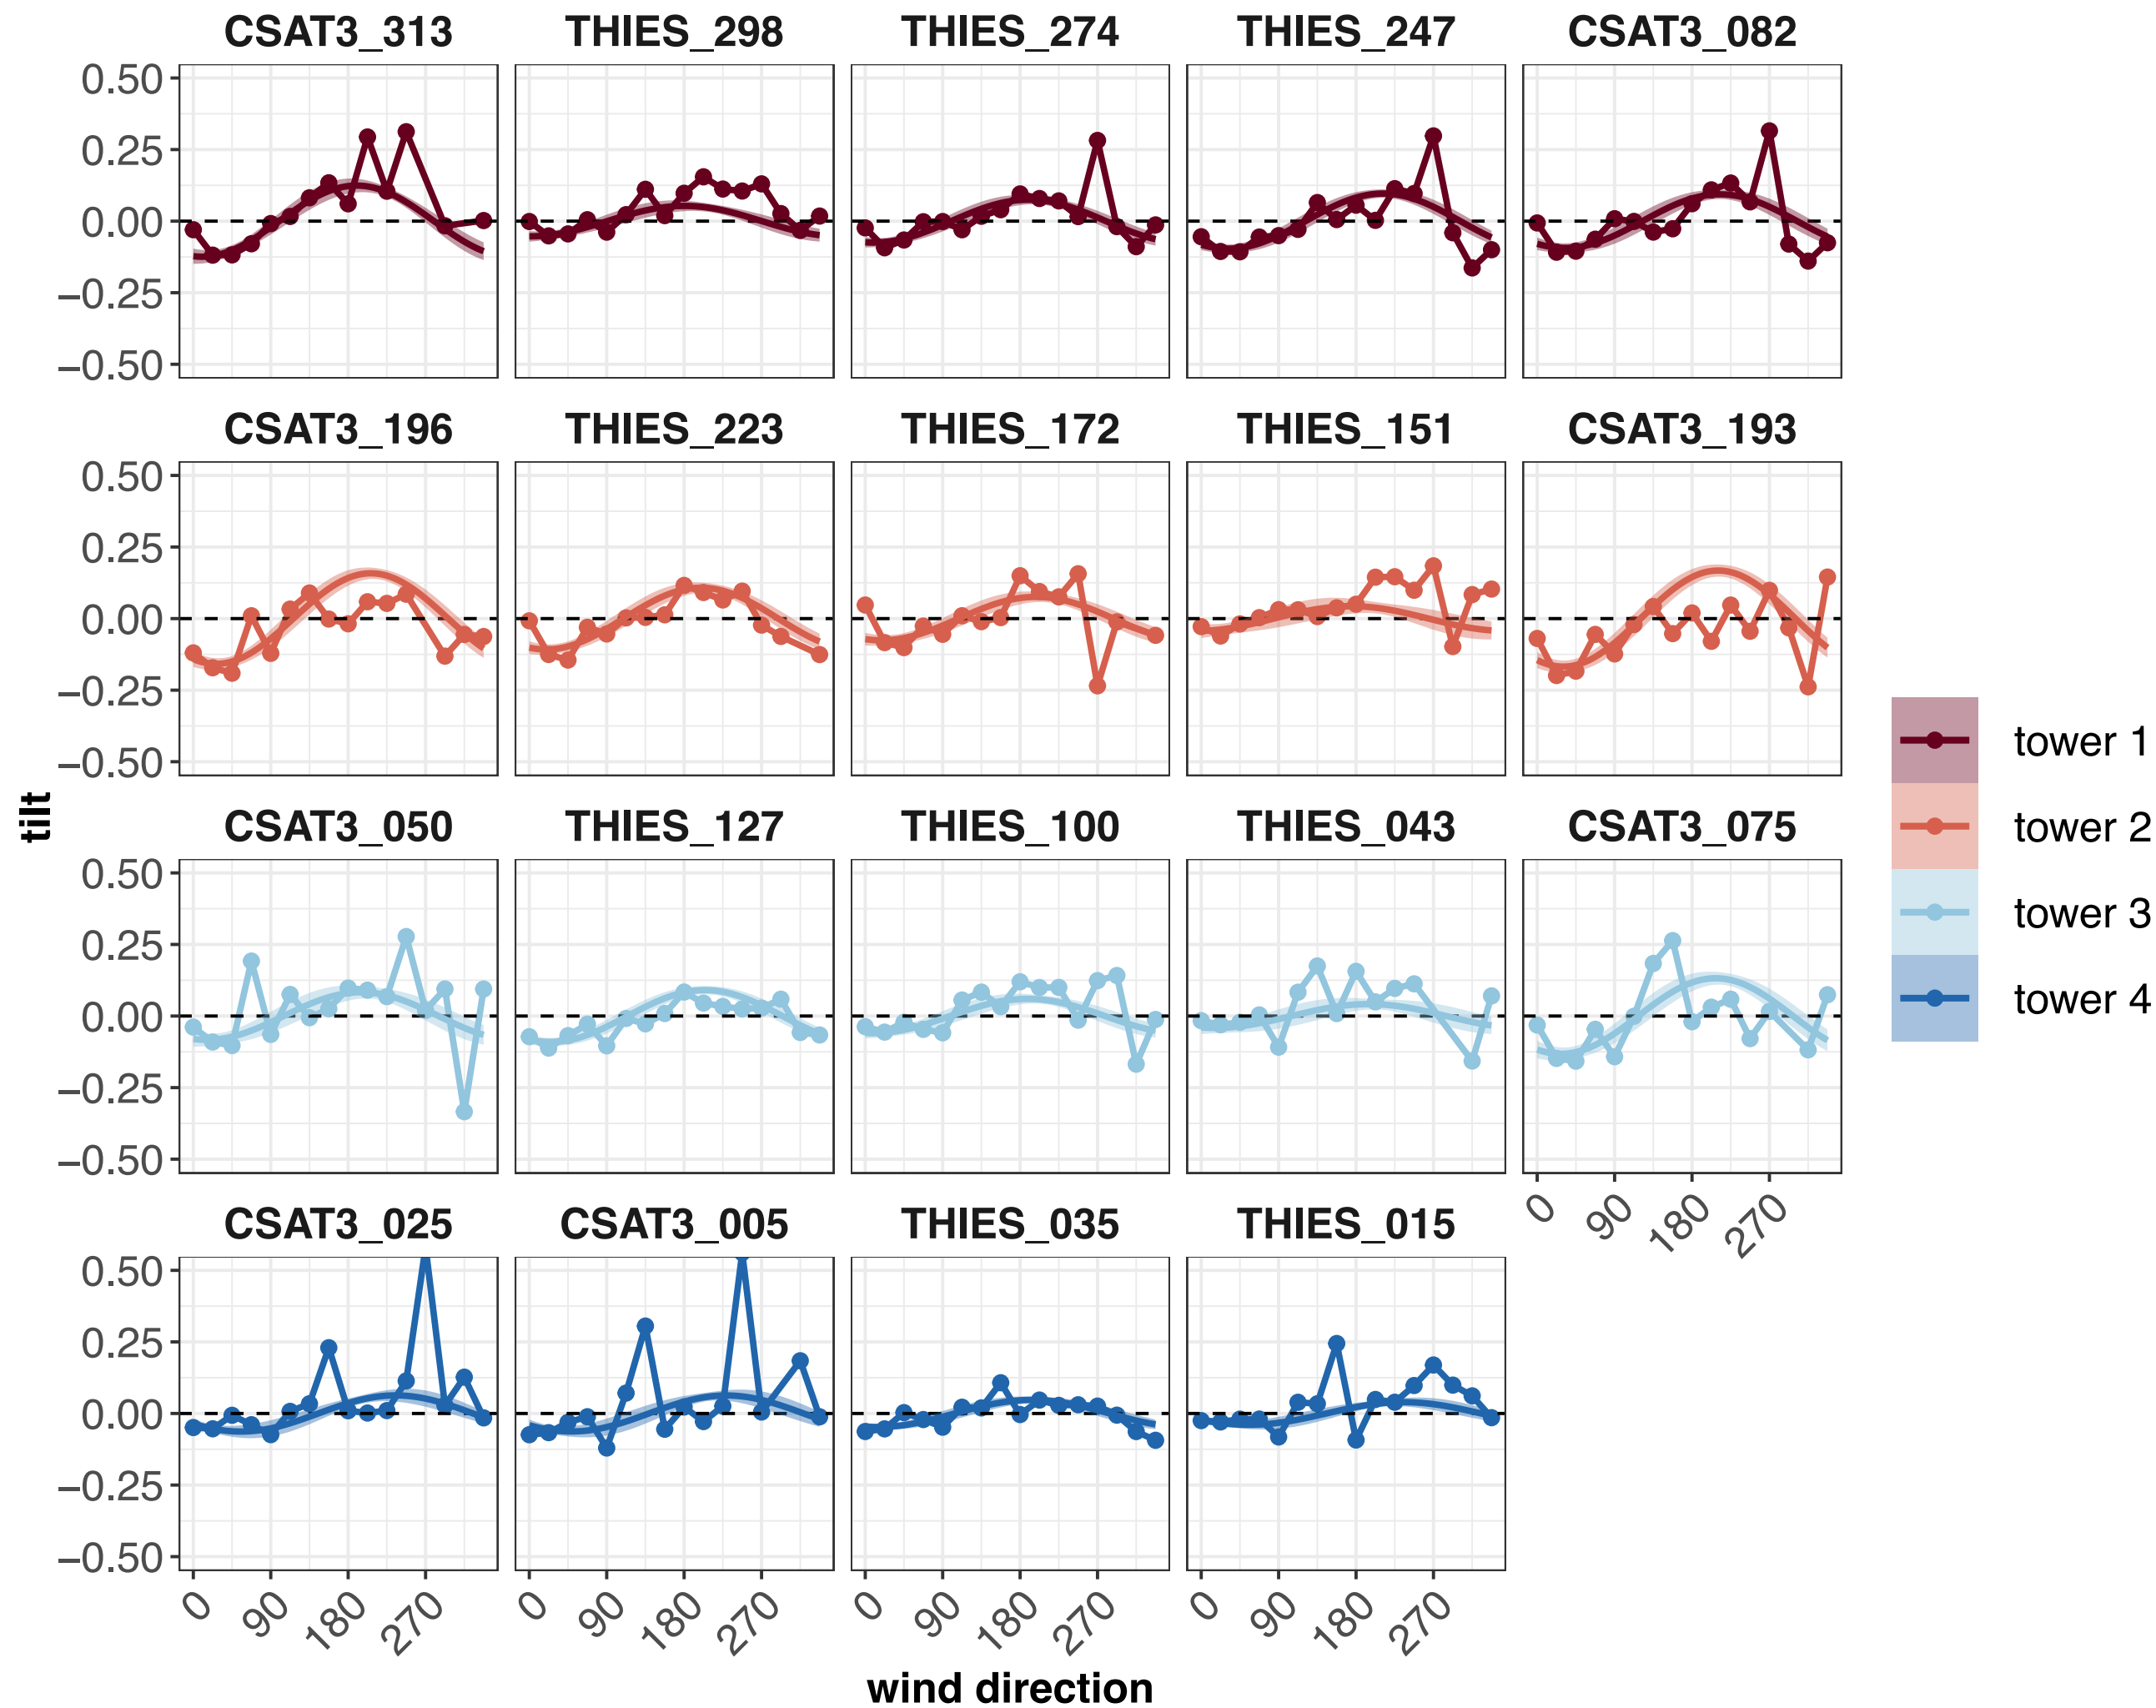 CSAT3_313 THIES_298 THIES_274 THIES_247 CSAT3_082
0.50
0.25
0.00
−0.25
−0.50
CSAT3_196 THIES_223 THIES_172 THIES_151 CSAT3_193
0.50
0.25
0.00
−0.25
−0.50
CSAT3_050 THIES_127 THIES_100 THIES_043 CSAT3_075
0.50
0.25
0.00
−0.25
−0.50
0 90 180 270
CSAT3_025 CSAT3_005 THIES_035 THIES_015
0.50
0.25
0.00
−0.25
−0.50
0 90 180 270 0 90 180 270 0 90 180 270 0 90 180 270
wind direction
tilt
tower 1
tower 2
tower 3
tower 4